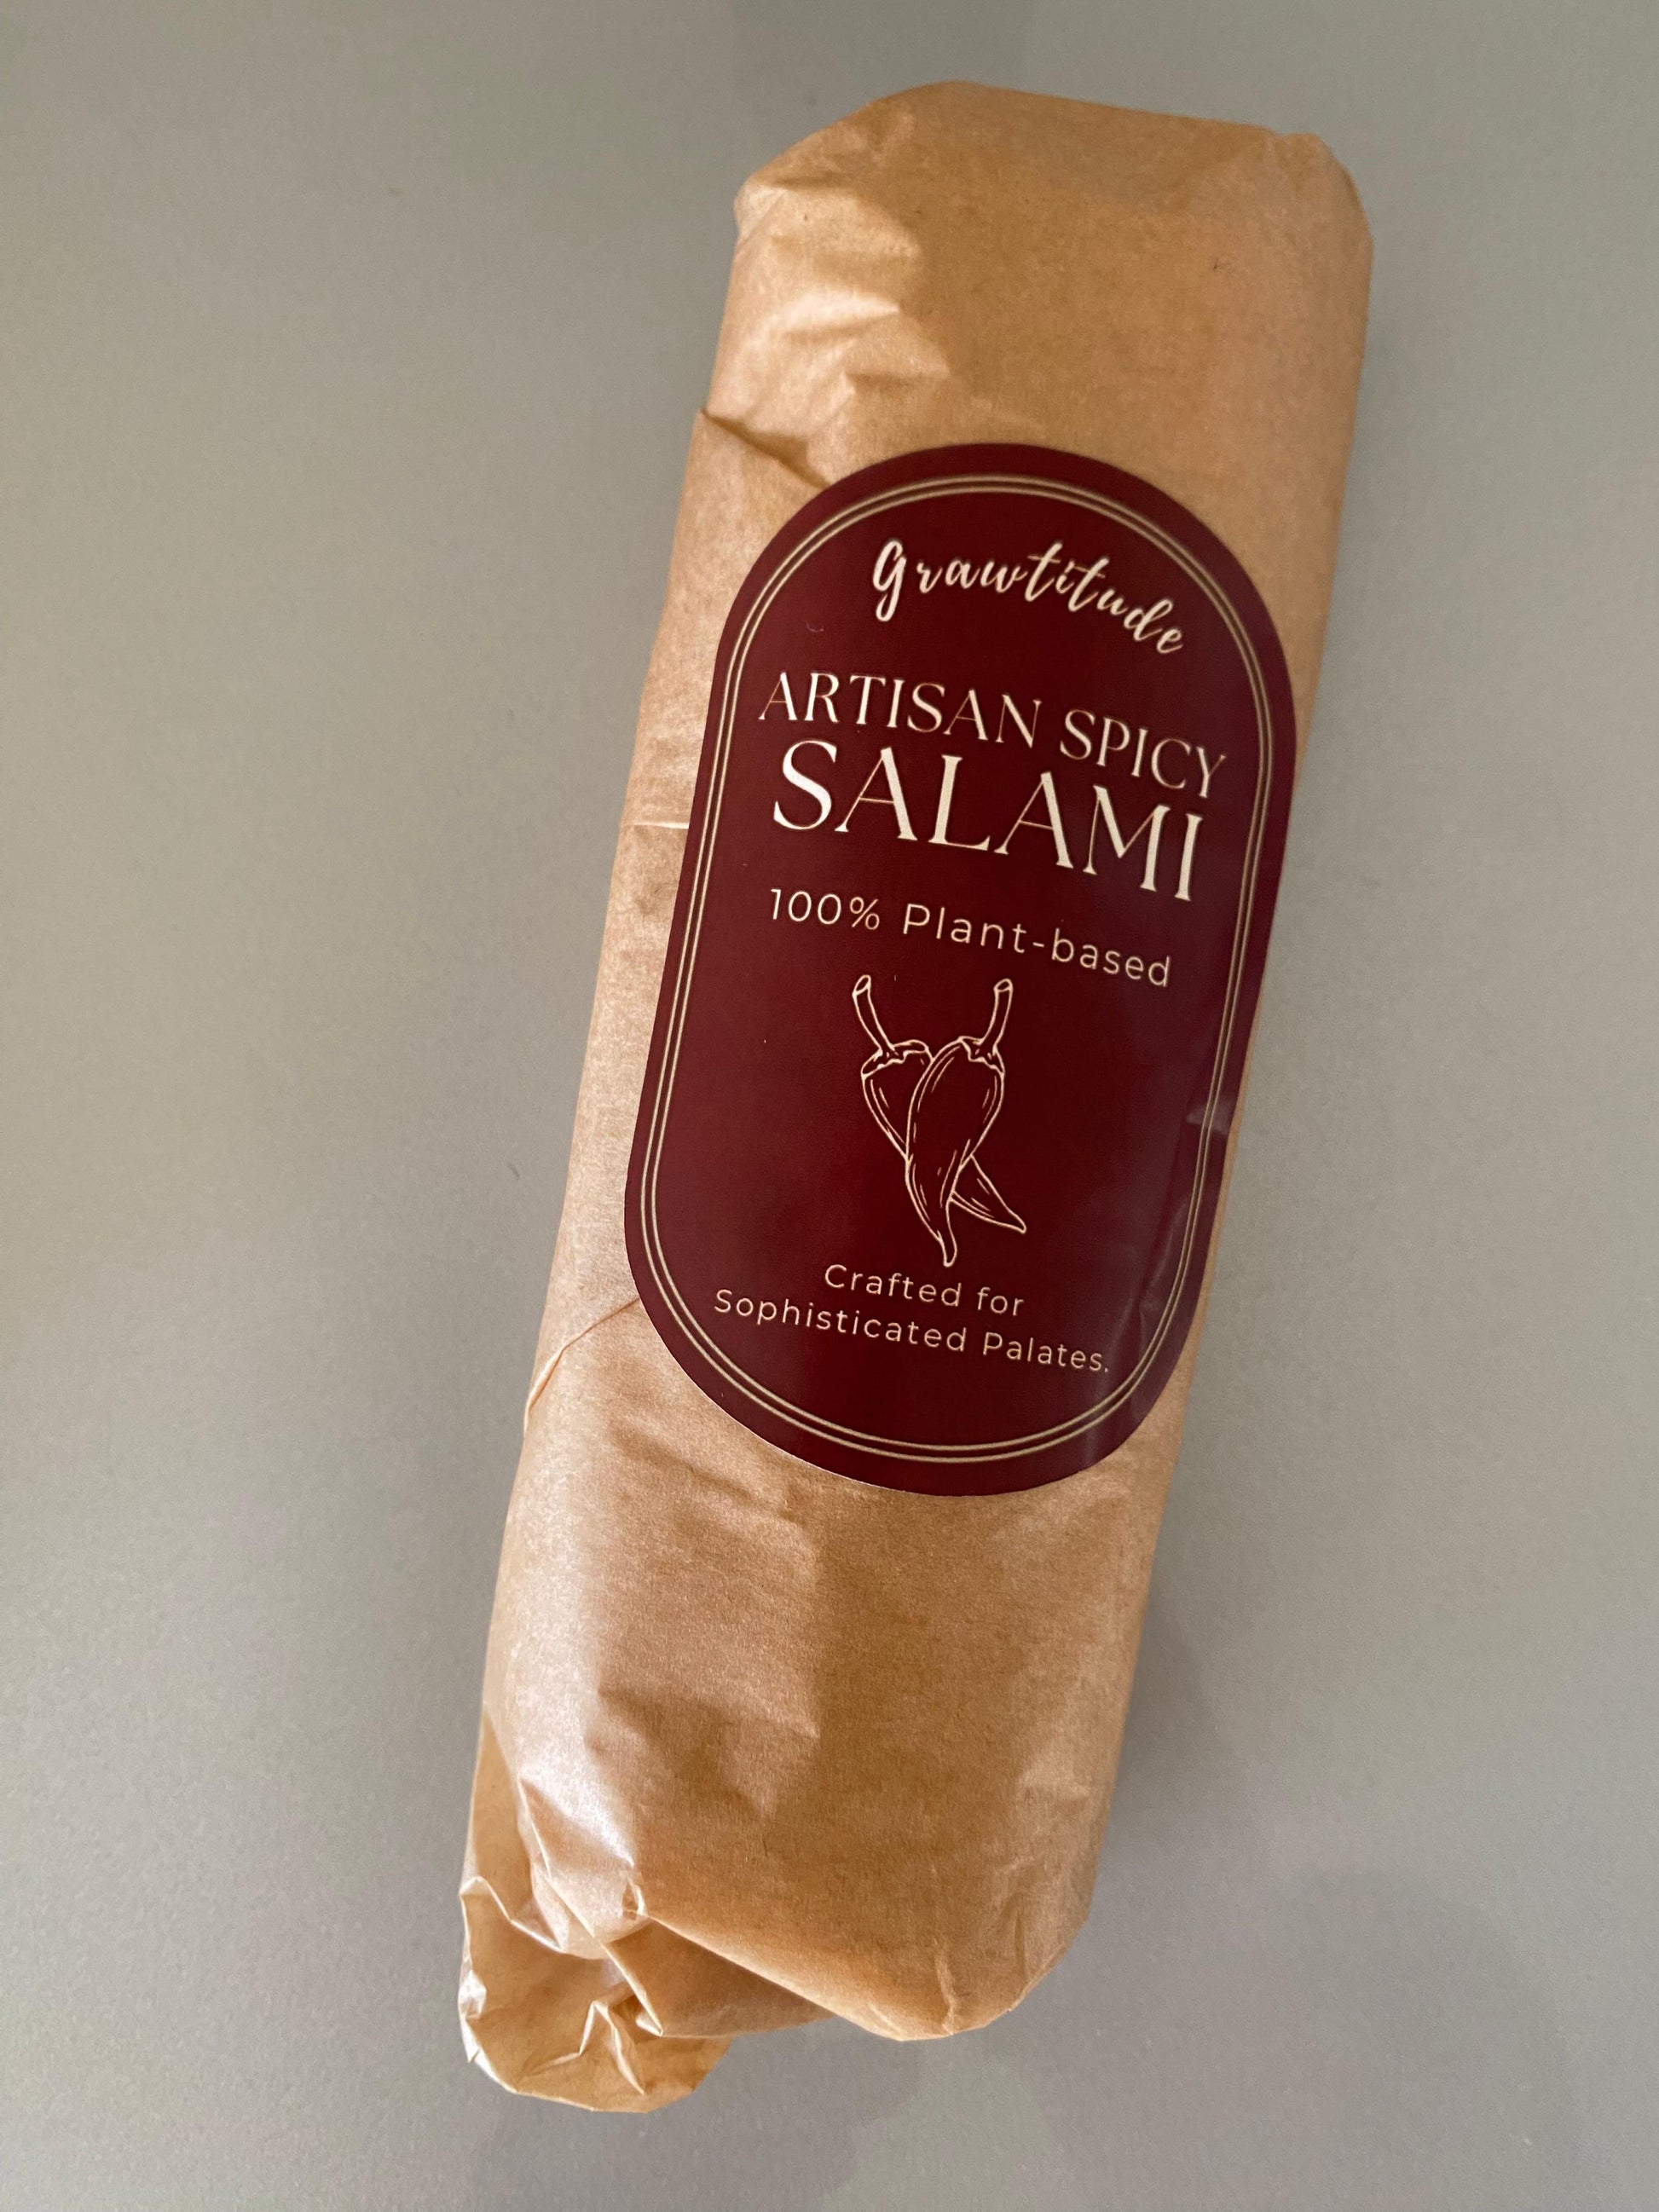 Grawtitude
ARTISAN SPICY
SALAMI
100% Plant-based
Crafted for
Sophisticated Palates.